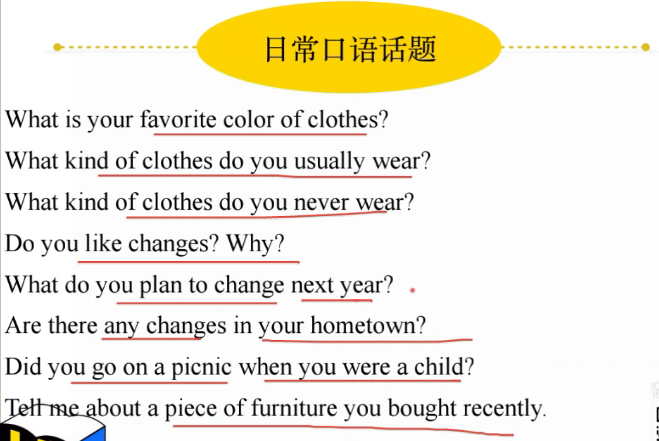 日常口语话题
What is your favorite color of clothes?
What kind of clothes do you usually wear?
What kind of clothes do you never wear?
Do you like changes? Why?
What do you plan to change next year?
Are there any changes in your hometown?
Did you go on a picnic when you were a child?
Tell me about a piece of furniture you bought recently.